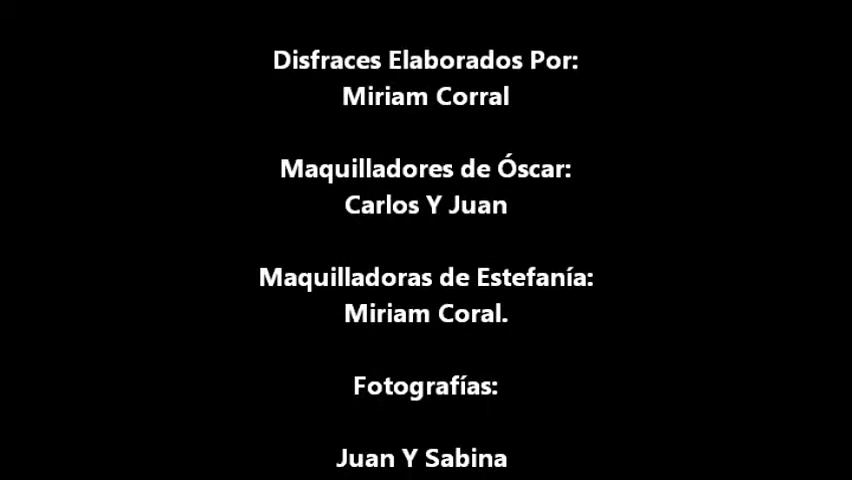 Disfraces Elaborados Por:
Miriam Corral
Maquilladores de Óscar:
Carlos Y Juan
Maquilladoras de Estefanía:
Miriam Coral.
Fotografías:
Juan Y Sabina